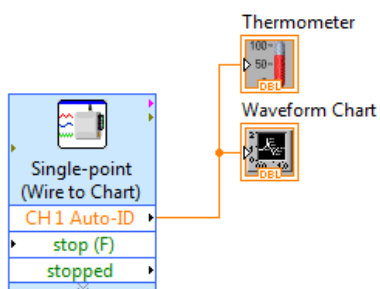 Thermometer
100-
50-
DBL
Waveform Chart
DBL
Single-point
(Wire to Chart)
CH 1 Auto-ID
stop (F)
stopped